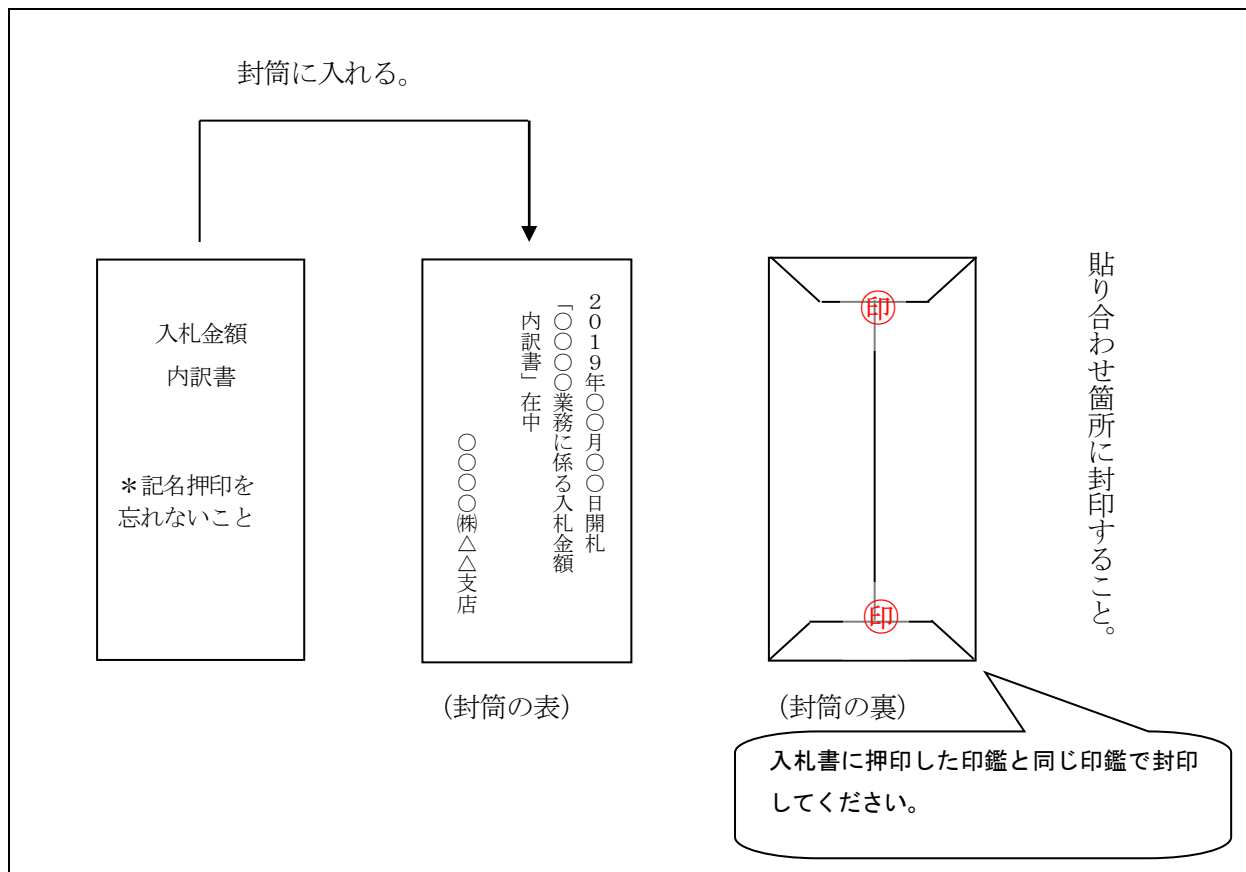 封筒に入れる。
入札金額
内訳書
＊記名押印を
忘れないこと
２０１９年〇〇月〇〇日開札
「〇〇〇〇業務に係る入札金額
内訳書」在中
〇〇〇〇㈱△△支店
(封筒の表)
印
印
(封筒の裏)
貼り合わせ箇所に封印すること。
入札書に押印した印鑑と同じ印鑑で封印
してください。